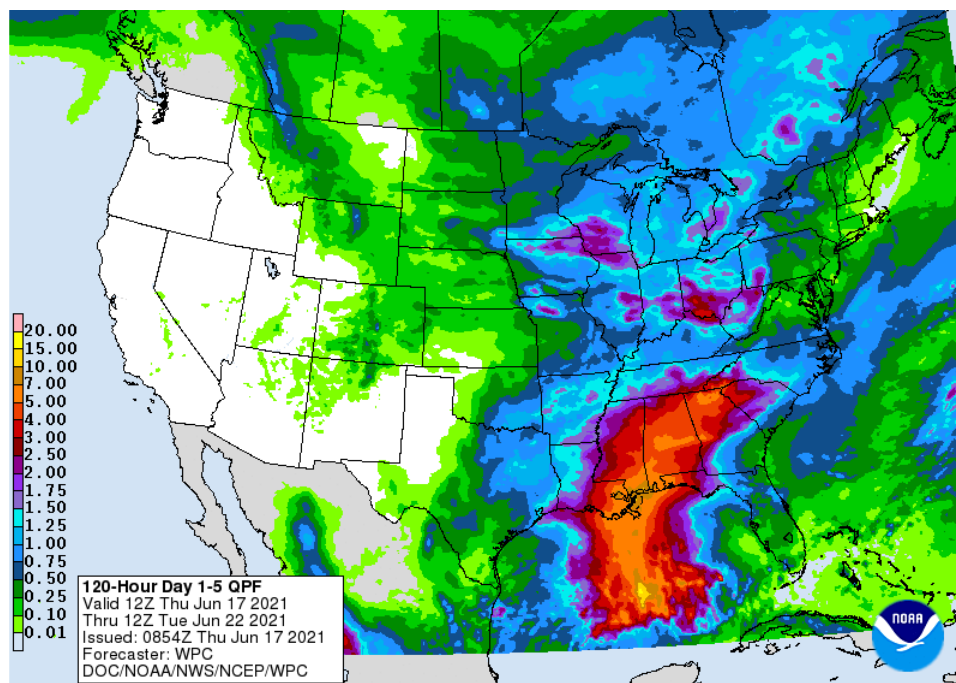 20.00
15.00
10.00
7.00
5.00
4.00
3.00
2.50
2.00
1.75
1.50
1.25
1.00
0.75
0.50
0.25
0.10
0.01
120-Hour Day 1-5 QPF
Valid 12Z Thu Jun 17 2021
Thru 12Z Tue Jun 22 2021
Issued: 0854Z Thu Jun 17 2021
Forecaster: WPC
DOC/NOAA/NWS/NCEP/WPC
NOAA